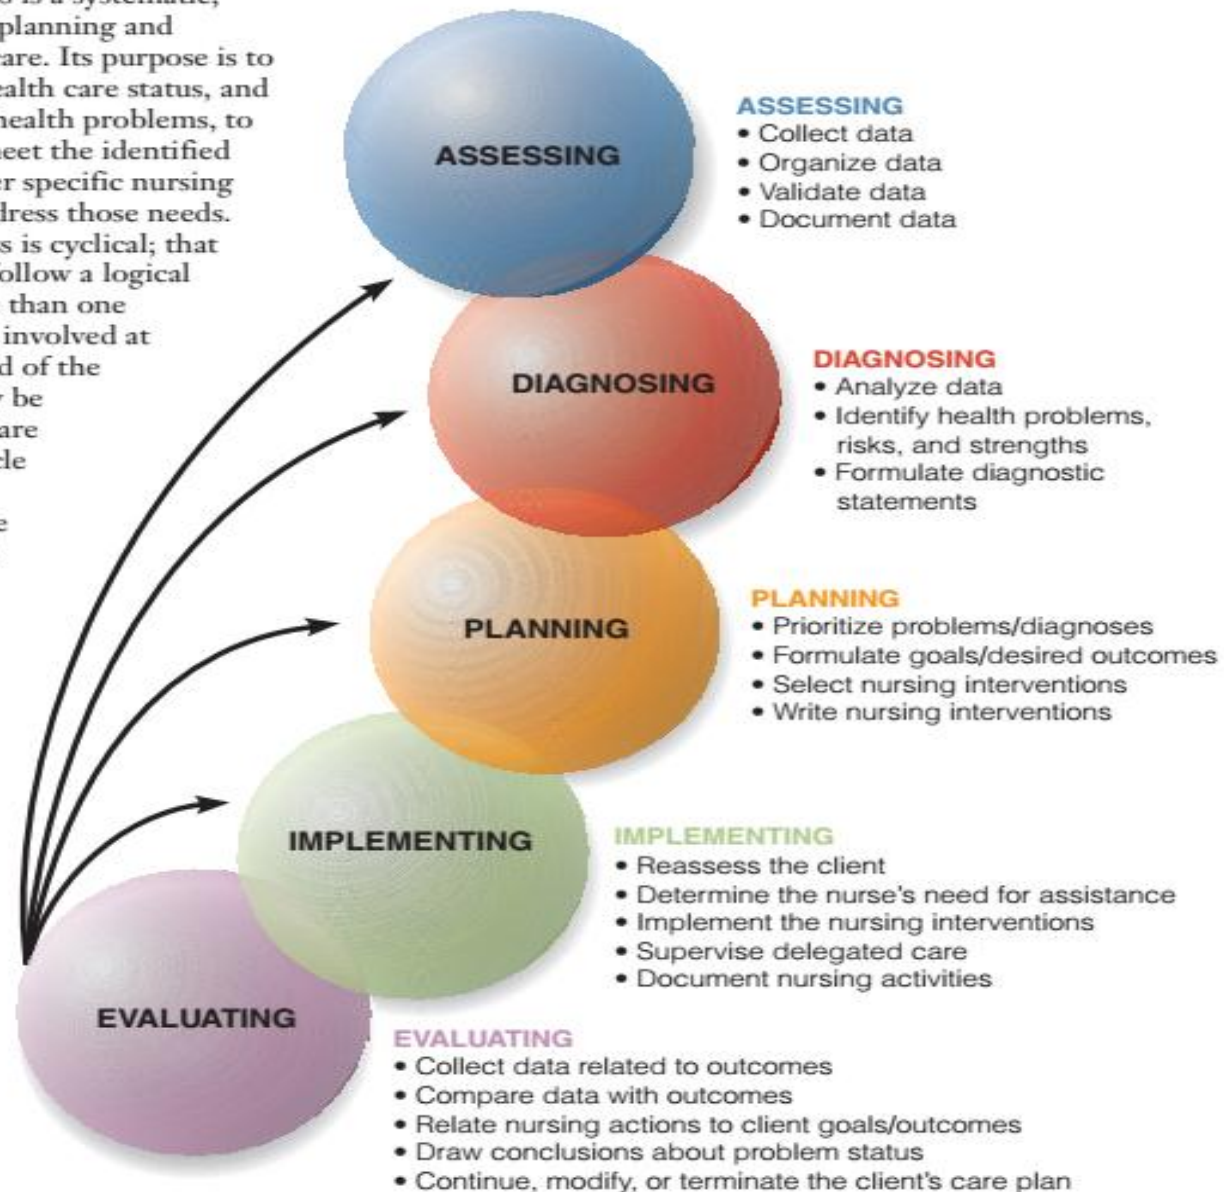 is a systematic,
planning and
care. Its purpose is to
health care status, and
health problems, to
meet the identified
specific nursing
address those needs.
is cyclical; that
follow a logical
than one
involved at
of the
be
are
ASSESSING
ASSESSING
• Collect data
• Organize data
• Validate data
• Document data
DIAGNOSING
DIAGNOSING
• Analyze data
• Identify health problems,
risks, and strengths
• Formulate diagnostic
statements
PLANNING
PLANNING
• Prioritize problems/diagnoses
• Formulate goals/desired outcomes
• Select nursing interventions
• Write nursing interventions
IMPLEMENTING
IMPLEMENTING
• Reassess the client
• Determine the nurse's need for assistance
• Implement the nursing interventions
• Supervise delegated care
• Document nursing activities
EVALUATING
EVALUATING
• Collect data related to outcomes
• Compare data with outcomes
• Relate nursing actions to client goals/outcomes
• Draw conclusions about problem status
• Continue, modify, or terminate the client's care plan